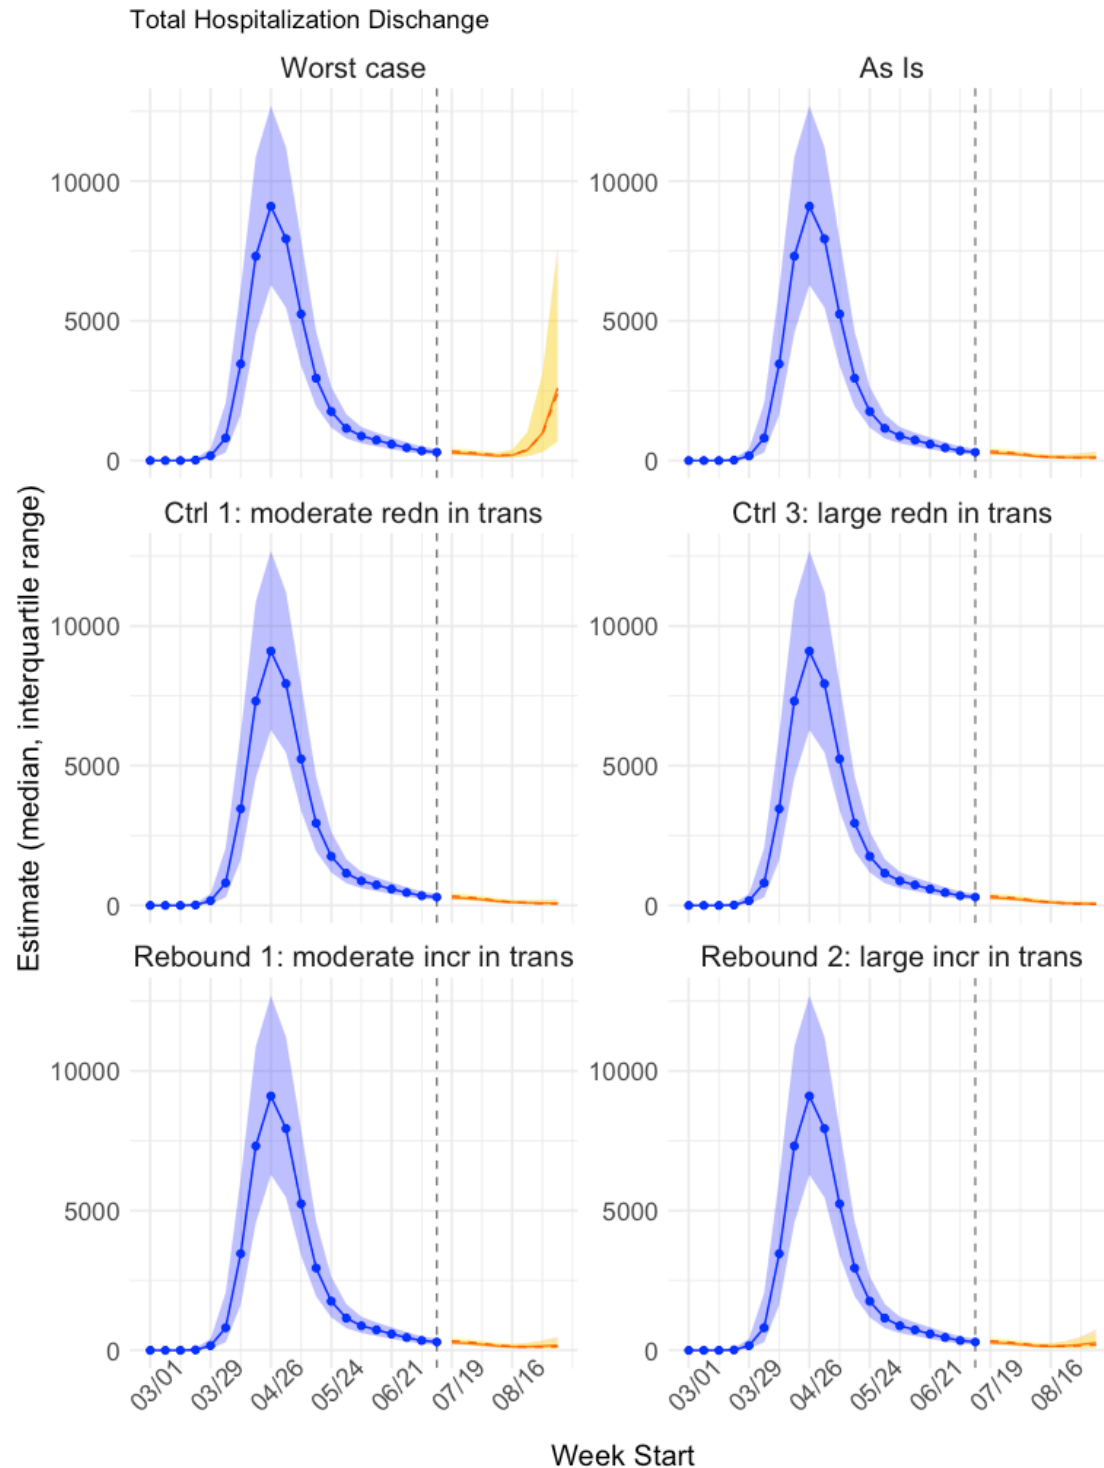 Total Hospitalization Dischange
Worst case
As Is
10000
5000
0
10000
5000
0
Ctrl 1: moderate redn in trans
Ctrl 3: large redn in trans
10000
5000
0
10000
5000
0
Estimate (median, interquartile range)
Rebound 1: moderate incr in trans
Rebound 2: large incr in trans
10000
5000
0
10000
5000
0
03/01 03/29 04/26 05/24 06/21 07/19 08/16
03/01 03/29 04/26 05/24 06/21 07/19 08/16
Week Start